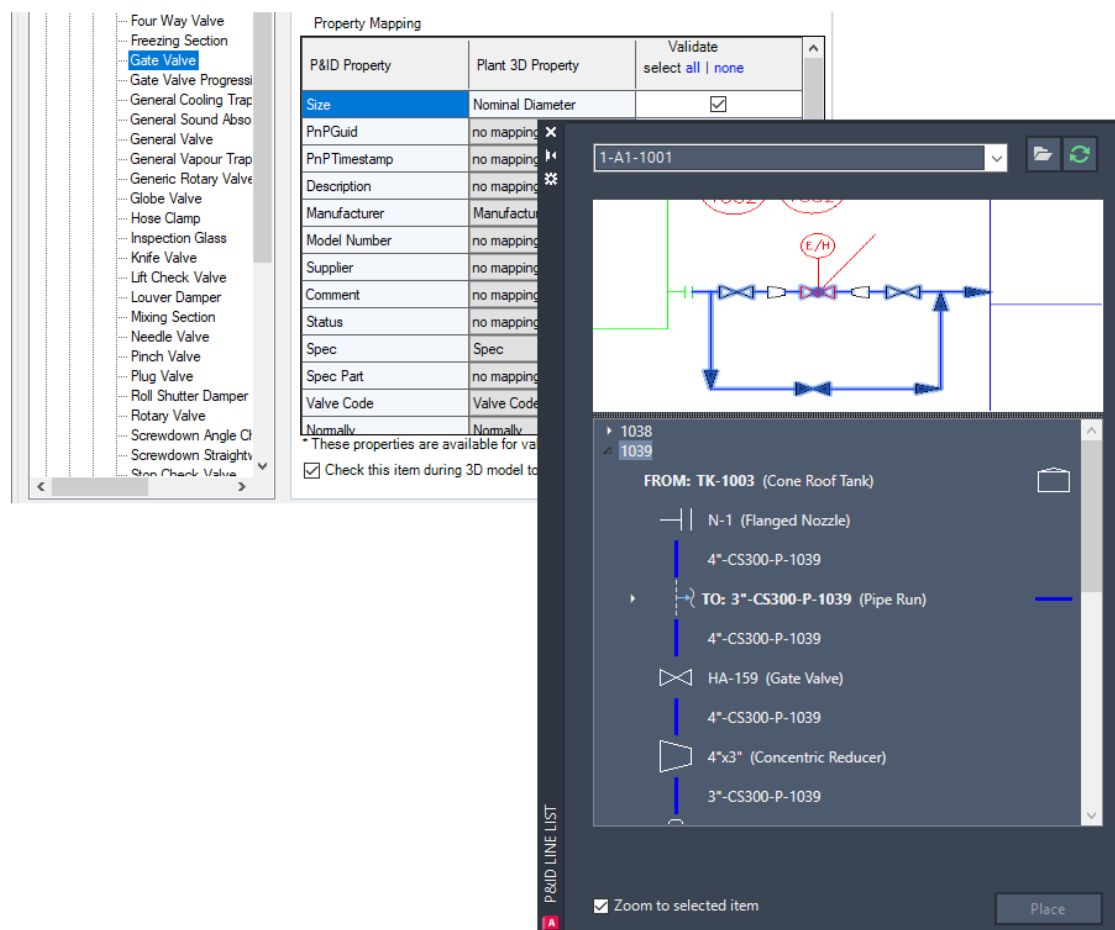 Four Way Valve
Freezing Section
Gate Valve
Gate Valve Progressi
General Cooling Trap
General Sound Abso
General Valve
General Vapour Trap
Generic Rotary Valve
Globe Valve
Hose Clamp
Inspection Glass
Knife Valve
Lift Check Valve
Louver Damper
Mixing Section
Needle Valve
Pinch Valve
Plug Valve
Roll Shutter Damper
Rotary Valve
Screwdown Angle Ch
Screwdown Straightw
Stop Check Valve
Property Mapping
P&ID Property Plant 3D Property Validate
select all | none
Size Nominal Diameter
PnPGuid no mapping
PnPTimestamp no mapping
Description no mapping
Manufacturer Manufactu
Model Number no mapping
Supplier no mapping
Comment no mapping
Status no mapping
Spec Spec
Spec Part no mapping
Valve Code Valve Code
Normally Normally
* These properties are available for va
Check this item during 3D model to
1-A1-1001
E/H
1038
1039
FROM: TK-1003 (Cone Roof Tank)
N-1 (Flanged Nozzle)
4"-CS300-P-1039
TO: 3"-CS300-P-1039 (Pipe Run)
4"-CS300-P-1039
HA-159 (Gate Valve)
4"-CS300-P-1039
4"x3" (Concentric Reducer)
3"-CS300-P-1039
P&ID LINE LIST
A
Zoom to selected item
Place